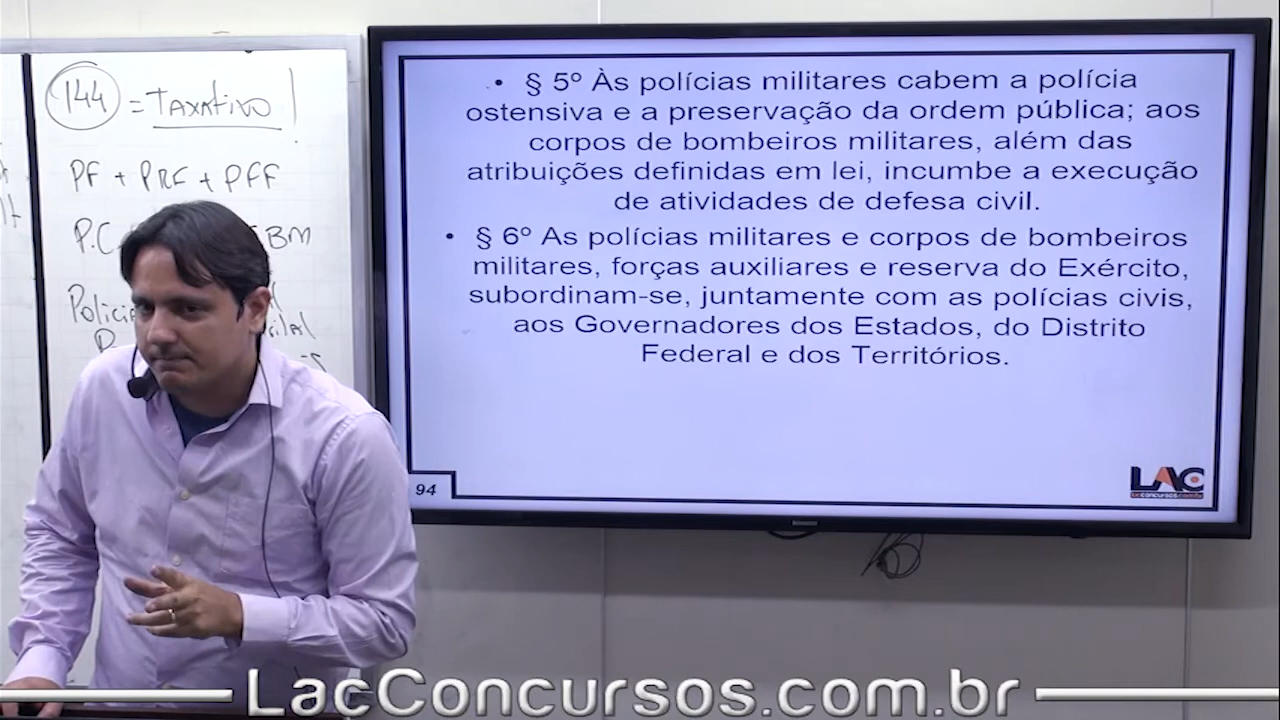 144 = TAXATIVO !
PF + PRF + PFF
P.C
BM
• § 5º Às polícias militares cabem a polícia
ostensiva e a preservação da ordem pública; aos
corpos de bombeiros militares, além das
atribuições definidas em lei, incumbe a execução
de atividades de defesa civil.
• § 6º As polícias militares e corpos de bombeiros
militares, forças auxiliares e reserva do Exército,
subordinam-se, juntamente com as polícias civis,
aos Governadores dos Estados, do Distrito
Federal e dos Territórios.
94
LAC
lacconcursos.com.br
LacConcursos.com.br